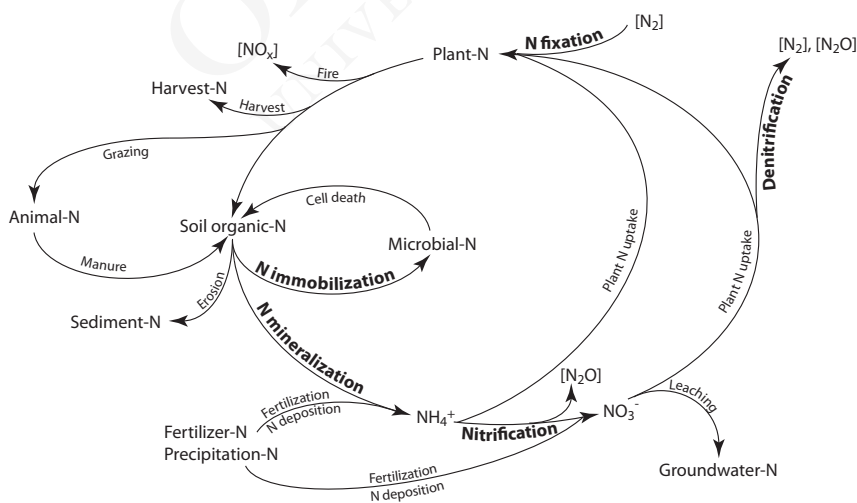 [N₂]
N fixation
Plant-N
[NOₓ]
Fire
[N₂], [N₂O]
Harvest-N
Harvest
Denitrification
Grazing
Cell death
Animal-N
Soil organic-N
Microbial-N
Manure
N immobilization
Plant N uptake
Plant N uptake
Erosion
Sediment-N
N mineralization
[N₂O]
Leaching
Fertilization
N deposition
NH₄⁺
NO₃⁻
Nitrification
Fertilizer-N
Precipitation-N
Fertilization
N deposition
Groundwater-N